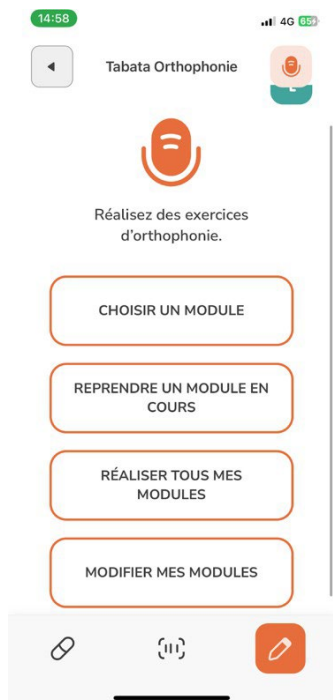 14:58
4G 65
Tabata Orthophonie
Réalisez des exercices
d'orthophonie.
CHOISIR UN MODULE
REPRENDRE UN MODULE EN
COURS
RÉALISER TOUS MES
MODULES
MODIFIER MES MODULES